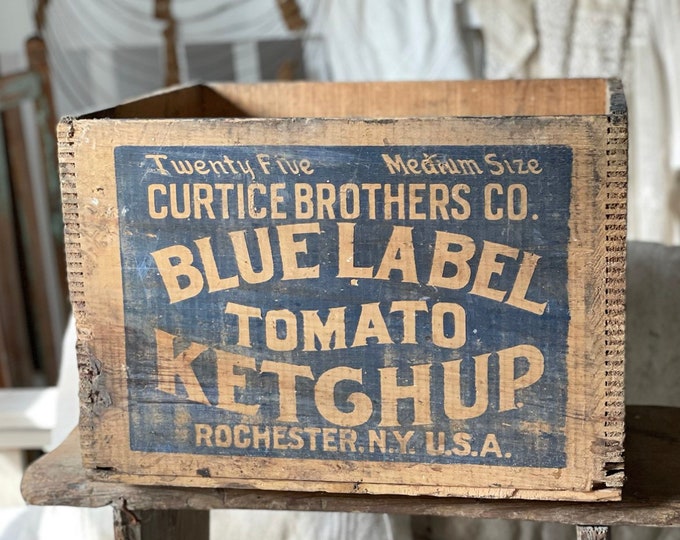 Twenty Five Medium Size
CURTICE BROTHERS CO.
BLUE LABEL
TOMATO
KETCHUP
ROCHESTER, N.Y. U.S.A.